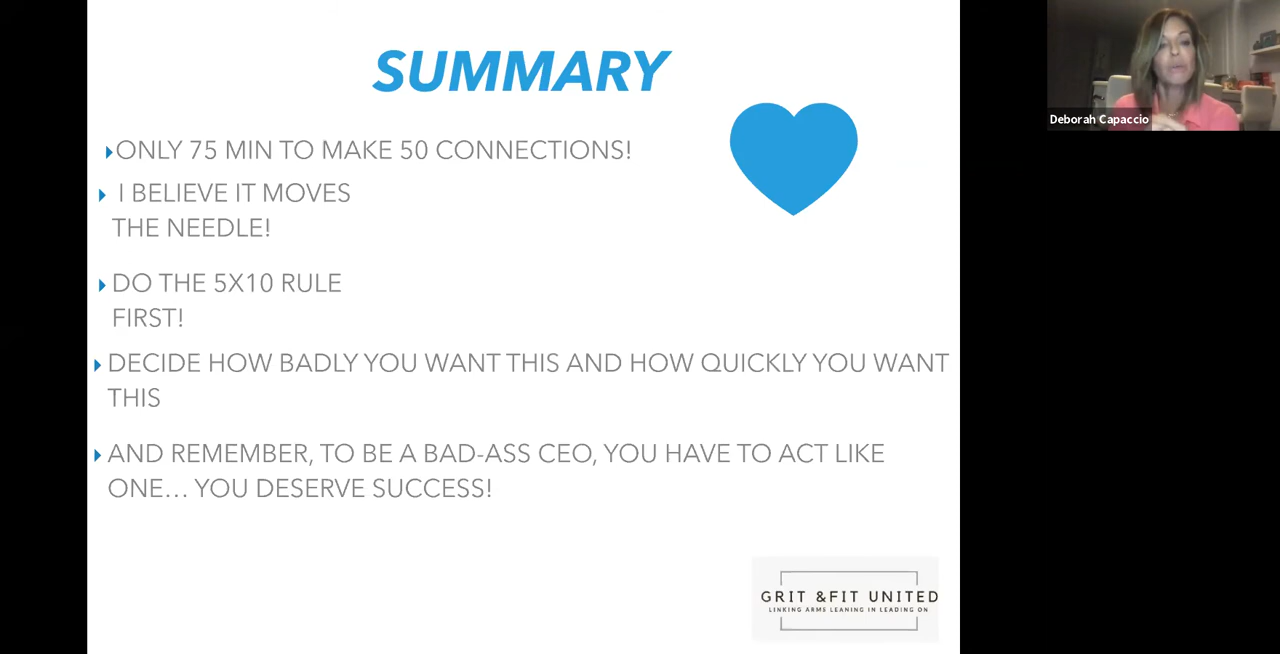 SUMMARY
Deborah Capaccio
ONLY 75 MIN TO MAKE 50 CONNECTIONS!
I BELIEVE IT MOVES
THE NEEDLE!
DO THE 5X10 RULE
FIRST!
DECIDE HOW BADLY YOU WANT THIS AND HOW QUICKLY YOU WANT
THIS
AND REMEMBER, TO BE A BAD-ASS CEO, YOU HAVE TO ACT LIKE
ONE... YOU DESERVE SUCCESS!
GRIT &FIT UNITED
LINKING ARMS LEANING IN LEADING ON